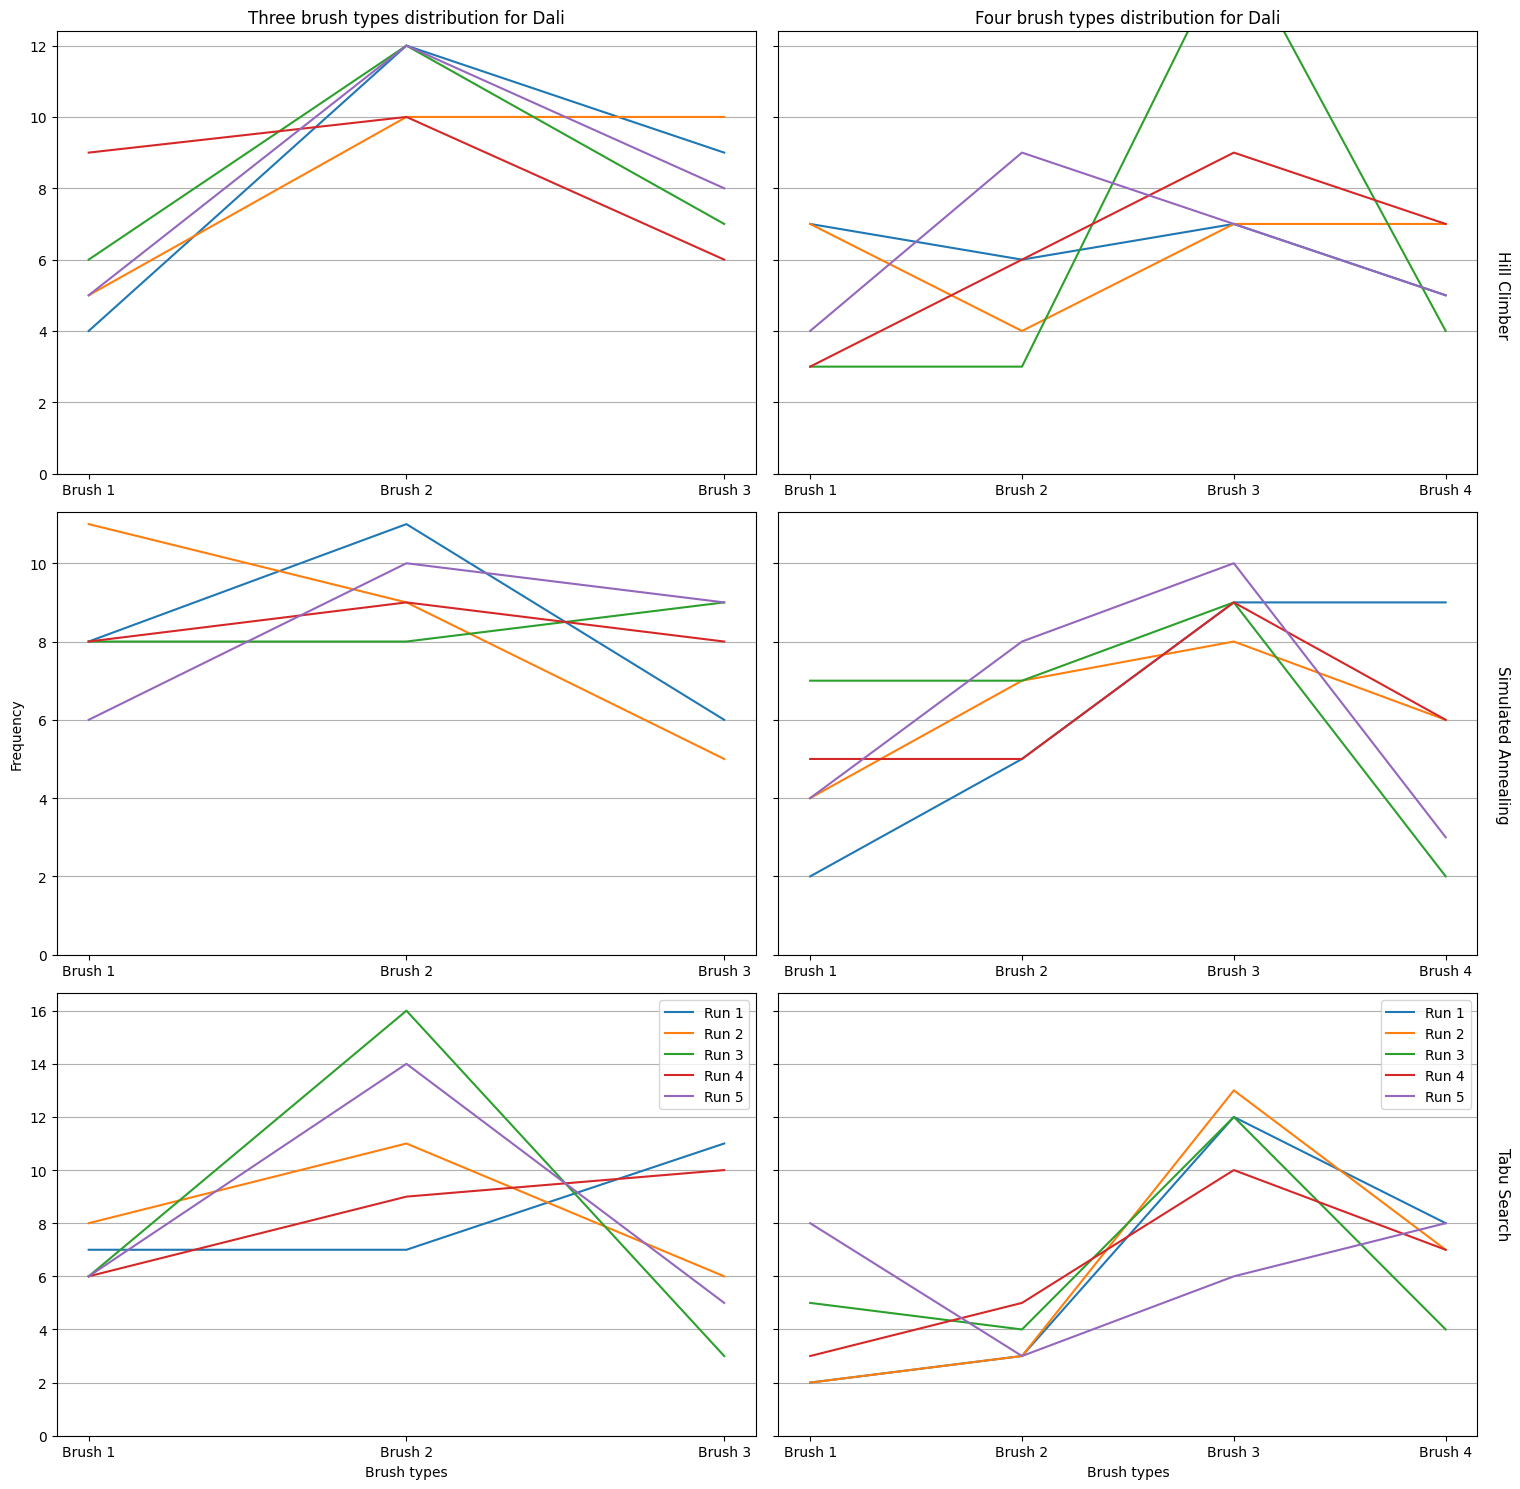 Three brush types distribution for Dali
Four brush types distribution for Dali
12
10
8
6
4
2
0
Brush 1 Brush 2 Brush 3
Brush 1 Brush 2 Brush 3 Brush 4
Hill Climber
Frequency
10
8
6
4
2
0
Brush 1 Brush 2 Brush 3
Brush 1 Brush 2 Brush 3 Brush 4
Simulated Annealing
16
14
12
10
8
6
4
2
0
Run 1
Run 2
Run 3
Run 4
Run 5
Brush 1 Brush 2 Brush 3
Brush types
Run 1
Run 2
Run 3
Run 4
Run 5
Brush 1 Brush 2 Brush 3 Brush 4
Brush types
Tabu Search